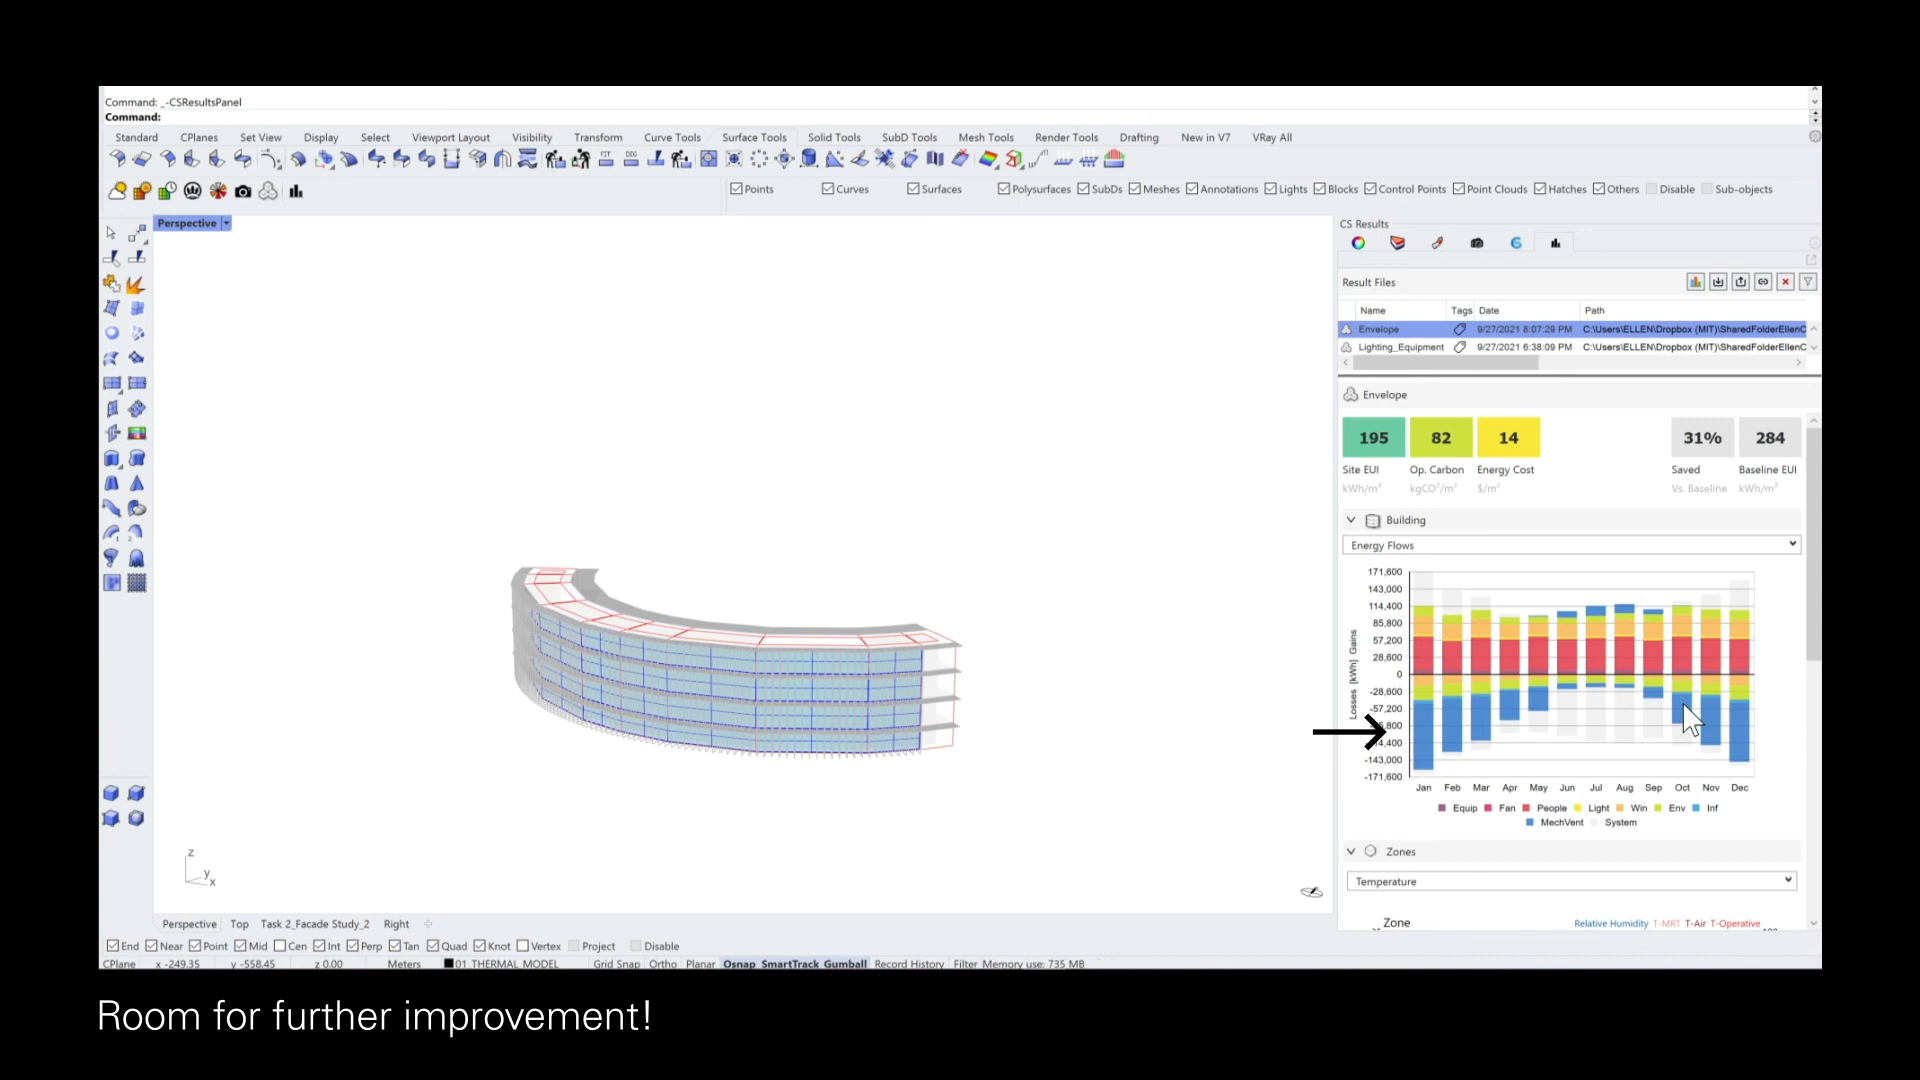 Command: _-CSResultsPanel
Command:
Standard CPlanes Set View Display Select Viewport Layout Visibility Transform Curve Tools Surface Tools Solid Tools SubD Tools Mesh Tools Render Tools Drafting New in V7 VRay All
Points Curves Surfaces Polysurfaces SubDs Meshes Annotations Lights Blocks Control Points Point Clouds Hatches Others Disable Sub-objects
Perspective
CS Results
Result Files
Name Tags Date Path
Envelope 9/27/2021 8:07:29 PM C:\Users\ELLEN\Dropbox (MIT)\SharedFolderEllenC
Lighting_Equipment 9/27/2021 6:38:09 PM C:\Users\ELLEN\Dropbox (MIT)\SharedFolderEllenC
Envelope
195 82 14 31% 284
Site EUI Op. Carbon Energy Cost Saved Baseline EUI
kWh/m² kgCO²/m² $/m² Vs. Baseline kWh/m²
Building
Energy Flows
171,600
143,000
114,400
85,800
57,200
28,600
0
-28,600
-57,200
-143,000
-171,600
Losses [kWh] Gains
Jan Feb Mar Apr May Jun Jul Aug Sep Oct Nov Dec
Equip Fan People Light Win Env Inf
MechVent System
Zones
Temperature
Zone Relative Humidity T-MRT T-Air T-Operative
z
y
x
Perspective Top Task 2_Facade Study_2 Right
End Near Point Mid Cen Int Perp Tan Quad Knot Vertex Project Disable
CPlane x -249.35 y -558.45 z 0.00 Meters 01_THERMAL_MODEL Grid Snap Ortho Planar Osnap SmartTrack Gumball Record History Filter Memory use: 735 MB
Room for further improvement!